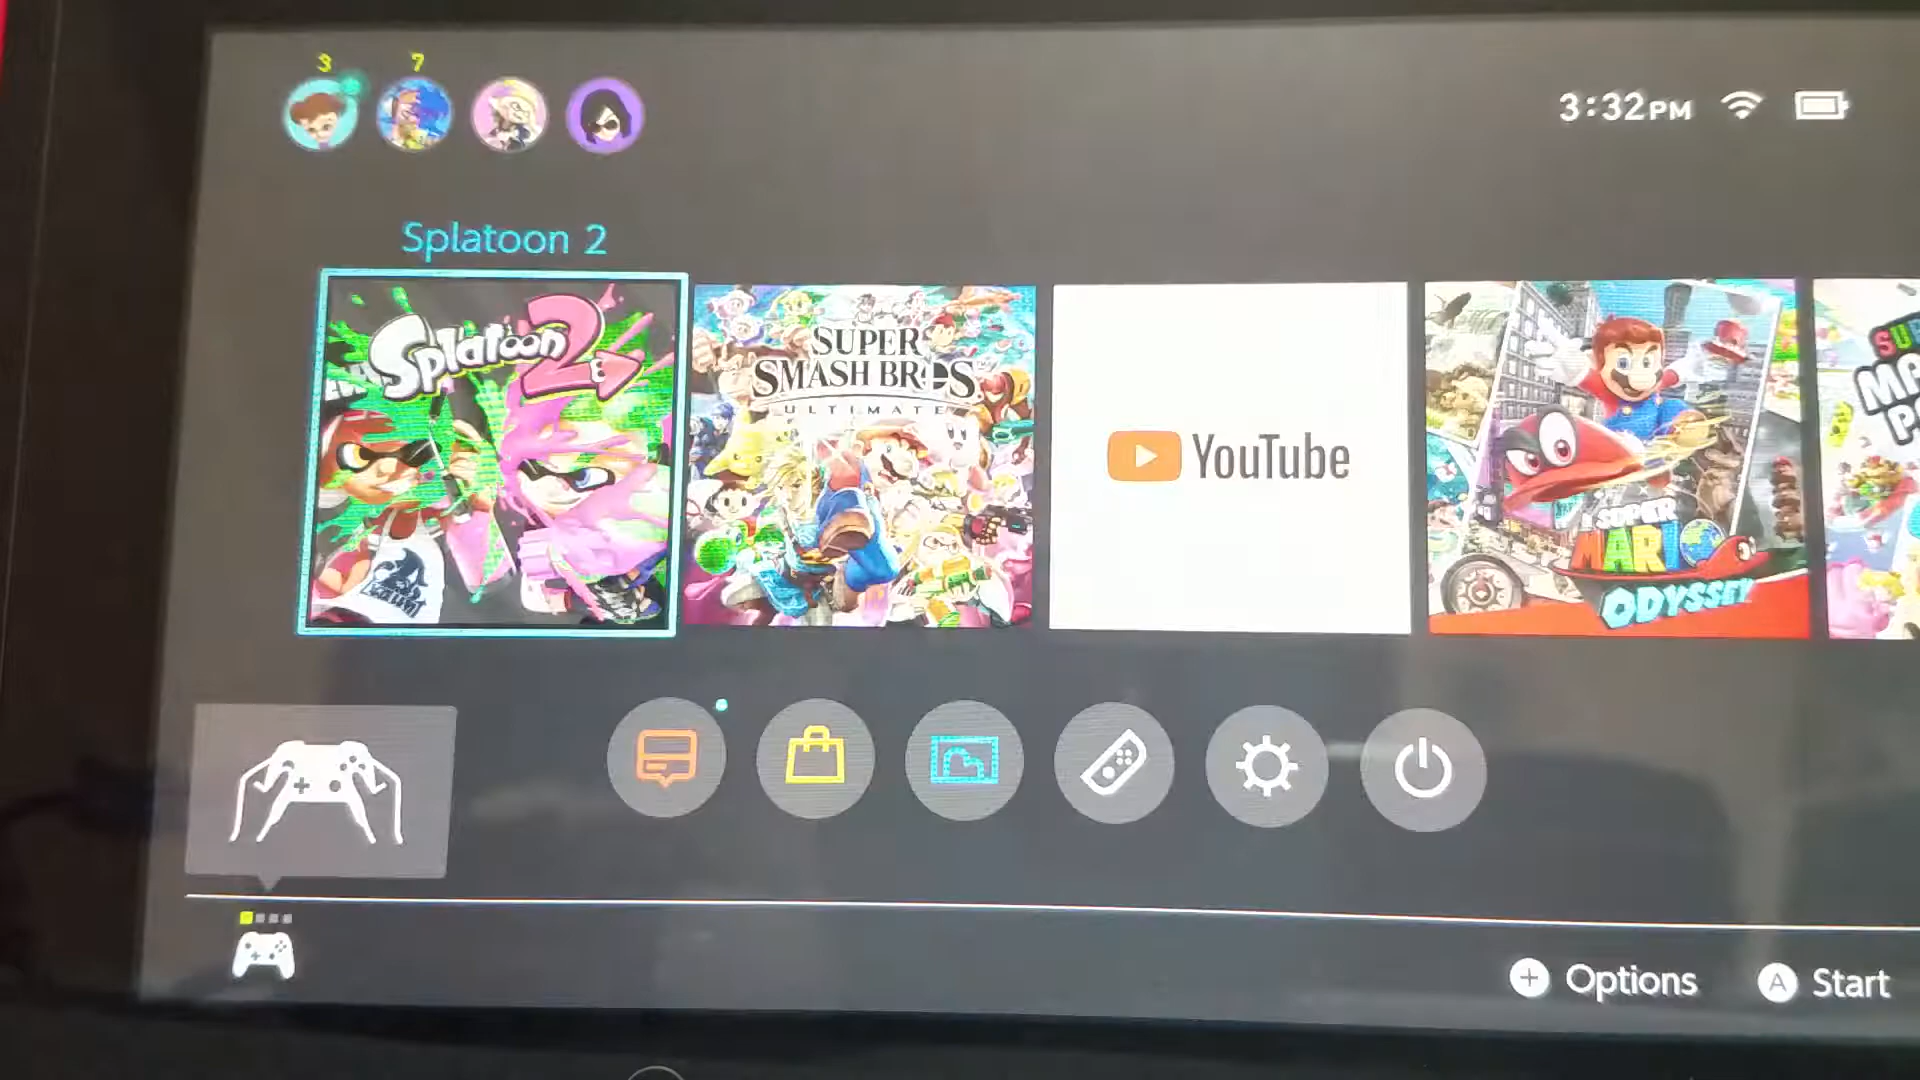 3
7
3:32PM
Splatoon 2
Splatoon 2
SUPER
SMASH BROS.
ULTIMATE
YouTube
SUPER
MARIO
ODYSSEY
Options
A
Start